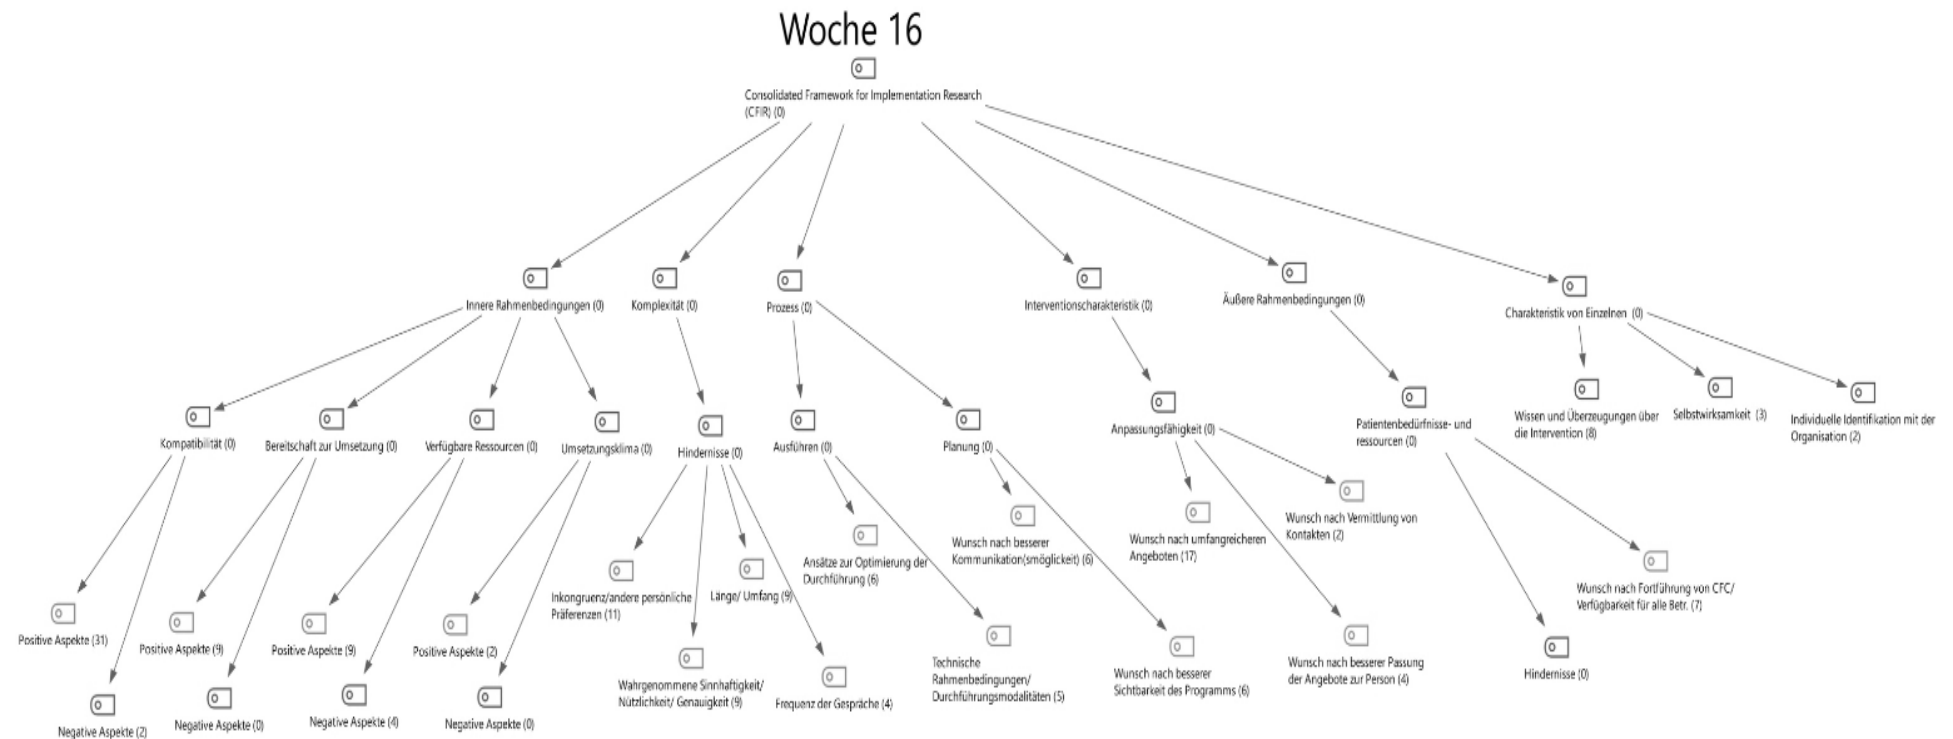 Woche 16
Consolidated Framework for Implementation Research
(CFIR) (0)
Innere Rahmenbedingungen (0)
Komplexität (0)
Prozess (0)
Interventionscharakteristik (0)
Äußere Rahmenbedingungen (0)
Charakteristik von Einzelnen (0)
Kompatibilität (0)
Bereitschaft zur Umsetzung (0)
Verfügbare Ressourcen (0)
Umsetzungsklima (0)
Hindernisse (0)
Ausführen (0)
Planung (0)
Anpassungsfähigkeit (0)
Patientenbedürfnisse- und
ressourcen (0)
Wissen und Überzeugungen über
die Intervention (8)
Selbstwirksamkeit (3)
Individuelle Identifikation mit der
Organisation (2)
Positive Aspekte (31)
Negative Aspekte (2)
Positive Aspekte (9)
Negative Aspekte (0)
Positive Aspekte (9)
Negative Aspekte (4)
Positive Aspekte (2)
Negative Aspekte (0)
Inkongruenz/andere persönliche
Präferenzen (11)
Wahrgenommene Sinnhaftigkeit/
Nützlichkeit/ Genauigkeit (9)
Länge/ Umfang (9)
Frequenz der Gespräche (4)
Ansätze zur Optimierung der
Durchführung (6)
Technische
Rahmenbedingungen/
Durchführungsmodalitäten (5)
Wunsch nach besserer
Kommunikation(smöglickeit) (6)
Wunsch nach besserer
Sichtbarkeit des Programms (6)
Wunsch nach umfangreicheren
Angeboten (17)
Wunsch nach besserer Passung
der Angebote zur Person (4)
Wunsch nach Vermittlung von
Kontakten (2)
Hindernisse (0)
Wunsch nach Fortführung von CFC/
Verfügbarkeit für alle Betr. (7)